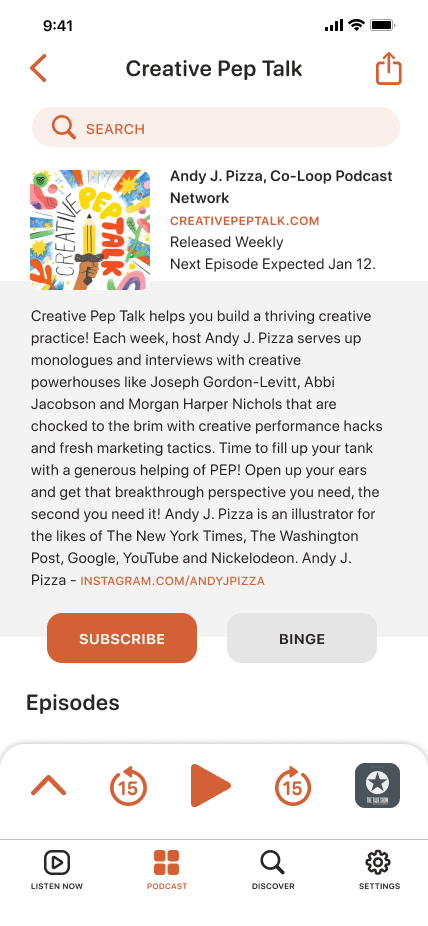 9:41
Creative Pep Talk
SEARCH
CREATIVE
PEP
TALK
Andy J. Pizza, Co-Loop Podcast
Network
CREATIVEPEPTALK.COM
Released Weekly
Next Episode Expected Jan 12.
Creative Pep Talk helps you build a thriving creative
practice! Each week, host Andy J. Pizza serves up
monologues and interviews with creative
powerhouses like Joseph Gordon-Levitt, Abbi
Jacobson and Morgan Harper Nichols that are
chocked to the brim with creative performance hacks
and fresh marketing tactics. Time to fill up your tank
with a generous helping of PEP! Open up your ears
and get that breakthrough perspective you need, the
second you need it! Andy J. Pizza is an illustrator for
the likes of The New York Times, The Washington
Post, Google, YouTube and Nickelodeon. Andy J.
Pizza - INSTAGRAM.COM/ANDYJPIZZA
SUBSCRIBE
BINGE
Episodes
15
15
THE TALK SHOW
LISTEN NOW
PODCAST
DISCOVER
SETTINGS